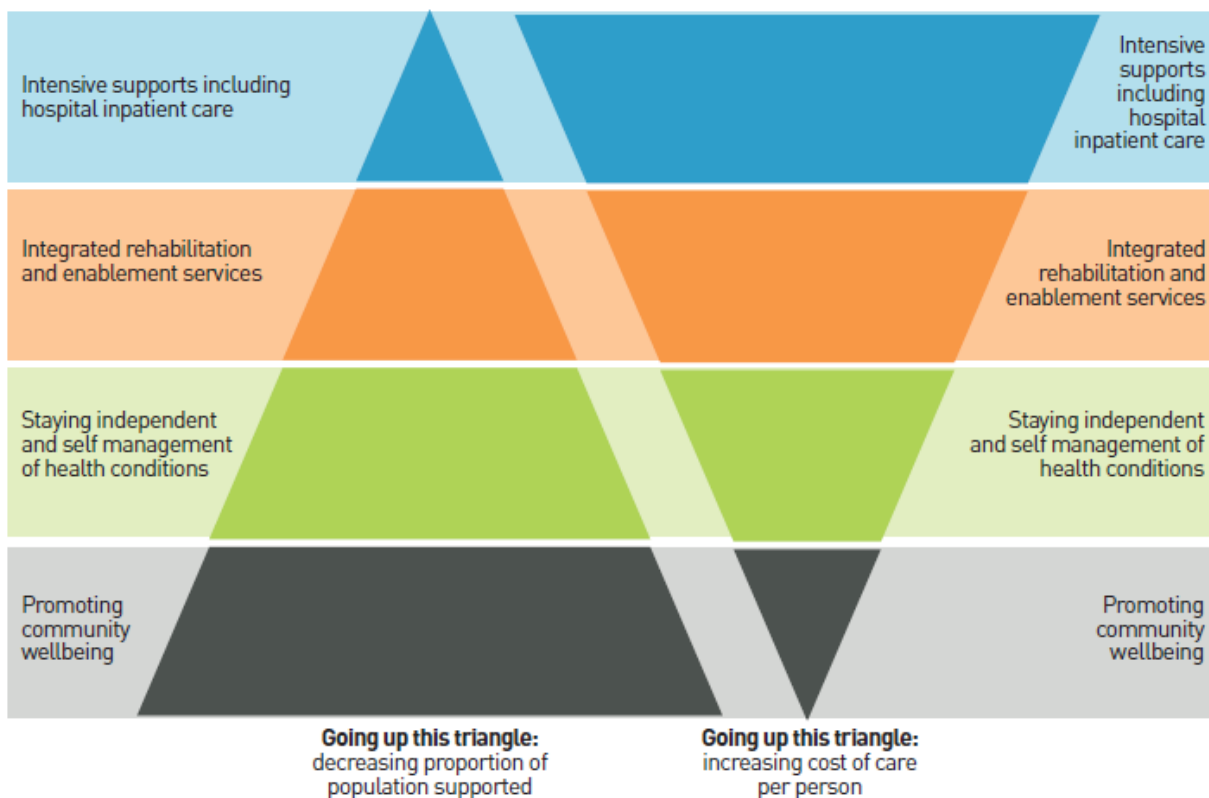 Intensive supports including
hospital inpatient care
Intensive
supports
including
hospital
inpatient care
Integrated rehabilitation
and enablement services
Integrated
rehabilitation and
enablement services
Staying independent
and self management
of health conditions
Staying independent
and self management of
health conditions
Promoting
community
wellbeing
Promoting
community
wellbeing
Going up this triangle:
decreasing proportion of
population supported
Going up this triangle:
increasing cost of care
per person